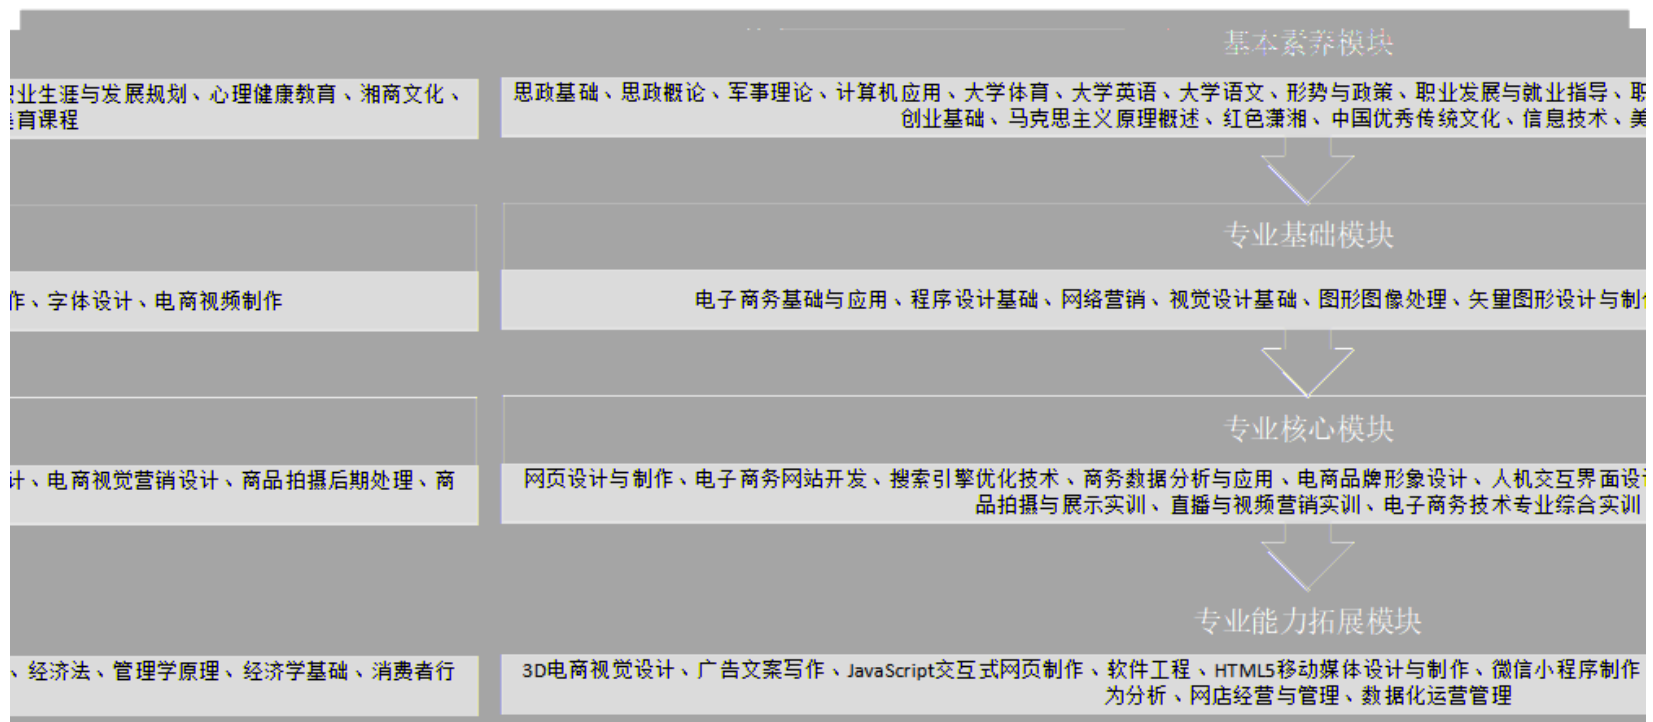 基本素养模块
业生涯与发展规划、心理健康教育、湘商文化、
育课程
思政基础、思政概论、军事理论、计算机应用、大学体育、大学英语、大学语文、形势与政策、职业发展与就业指导、职
创业基础、马克思主义原理概述、红色潇湘、中国优秀传统文化、信息技术、美
专业基础模块
作、字体设计、电商视频制作
电子商务基础与应用、程序设计基础、网络营销、视觉设计基础、图形图像处理、矢量图形设计与制
专业核心模块
计、电商视觉营销设计、商品拍摄后期处理、商
网页设计与制作、电子商务网站开发、搜索引擎优化技术、商务数据分析与应用、电商品牌形象设计、人机交互界面设
品拍摄与展示实训、直播与视频营销实训、电子商务技术专业综合实训
专业能力拓展模块
、经济法、管理学原理、经济学基础、消费者行
3D电商视觉设计、广告文案写作、JavaScript交互式网页制作、软件工程、HTML5移动媒体设计与制作、微信小程序制作
为分析、网店经营与管理、数据化运营管理